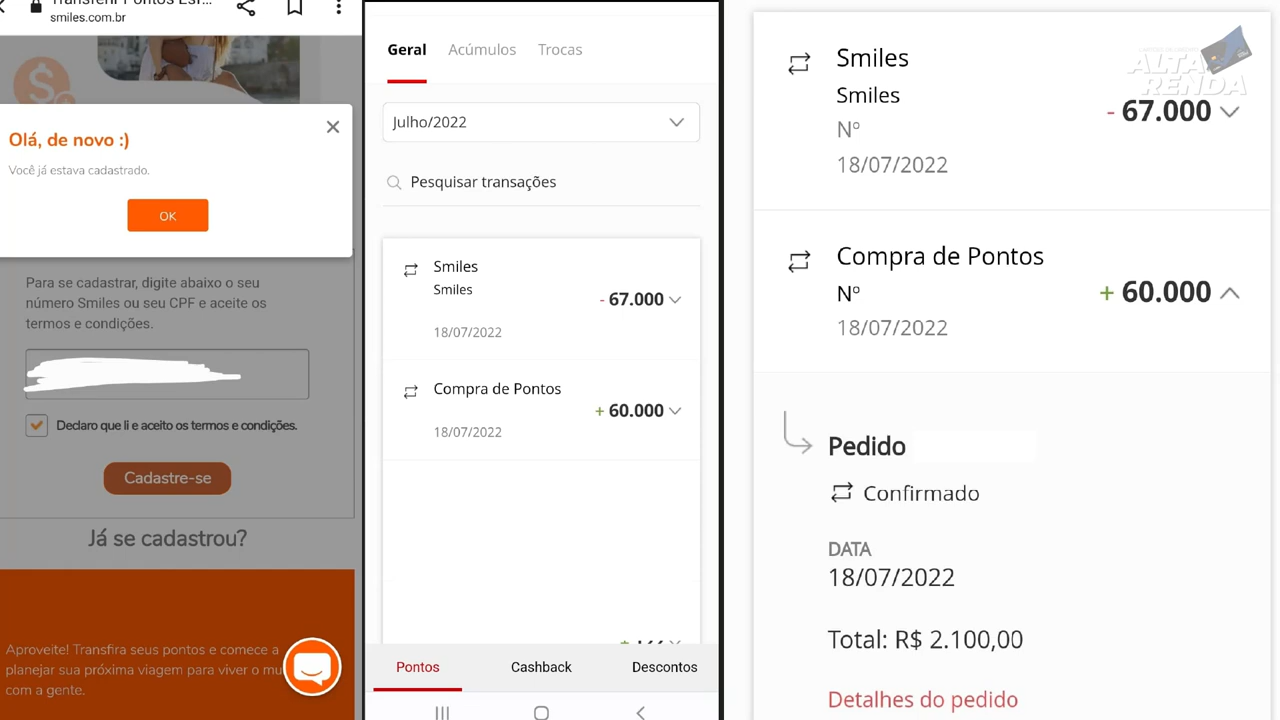 smiles.com.br
Olá, de novo :)
Você já estava cadastrado.
OK
Para se cadastrar, digite abaixo o seu
número Smiles ou seu CPF e aceite os
termos e condições.
Declaro que li e aceito os termos e condições.
Cadastre-se
Já se cadastrou?
Aproveite! Transfira seus pontos e comece a
planejar sua próxima viagem para viver o mu
com a gente.
Geral Acúmulos Trocas
Julho/2022
Pesquisar transações
Smiles
Smiles
- 67.000
18/07/2022
Compra de Pontos
+ 60.000
18/07/2022
Pontos Cashback Descontos
Smiles
Smiles
- 67.000
Nº
18/07/2022
Compra de Pontos
Nº
+ 60.000
18/07/2022
Pedido
Confirmado
DATA
18/07/2022
Total: R$ 2.100,00
Detalhes do pedido
ALTA
RENDA